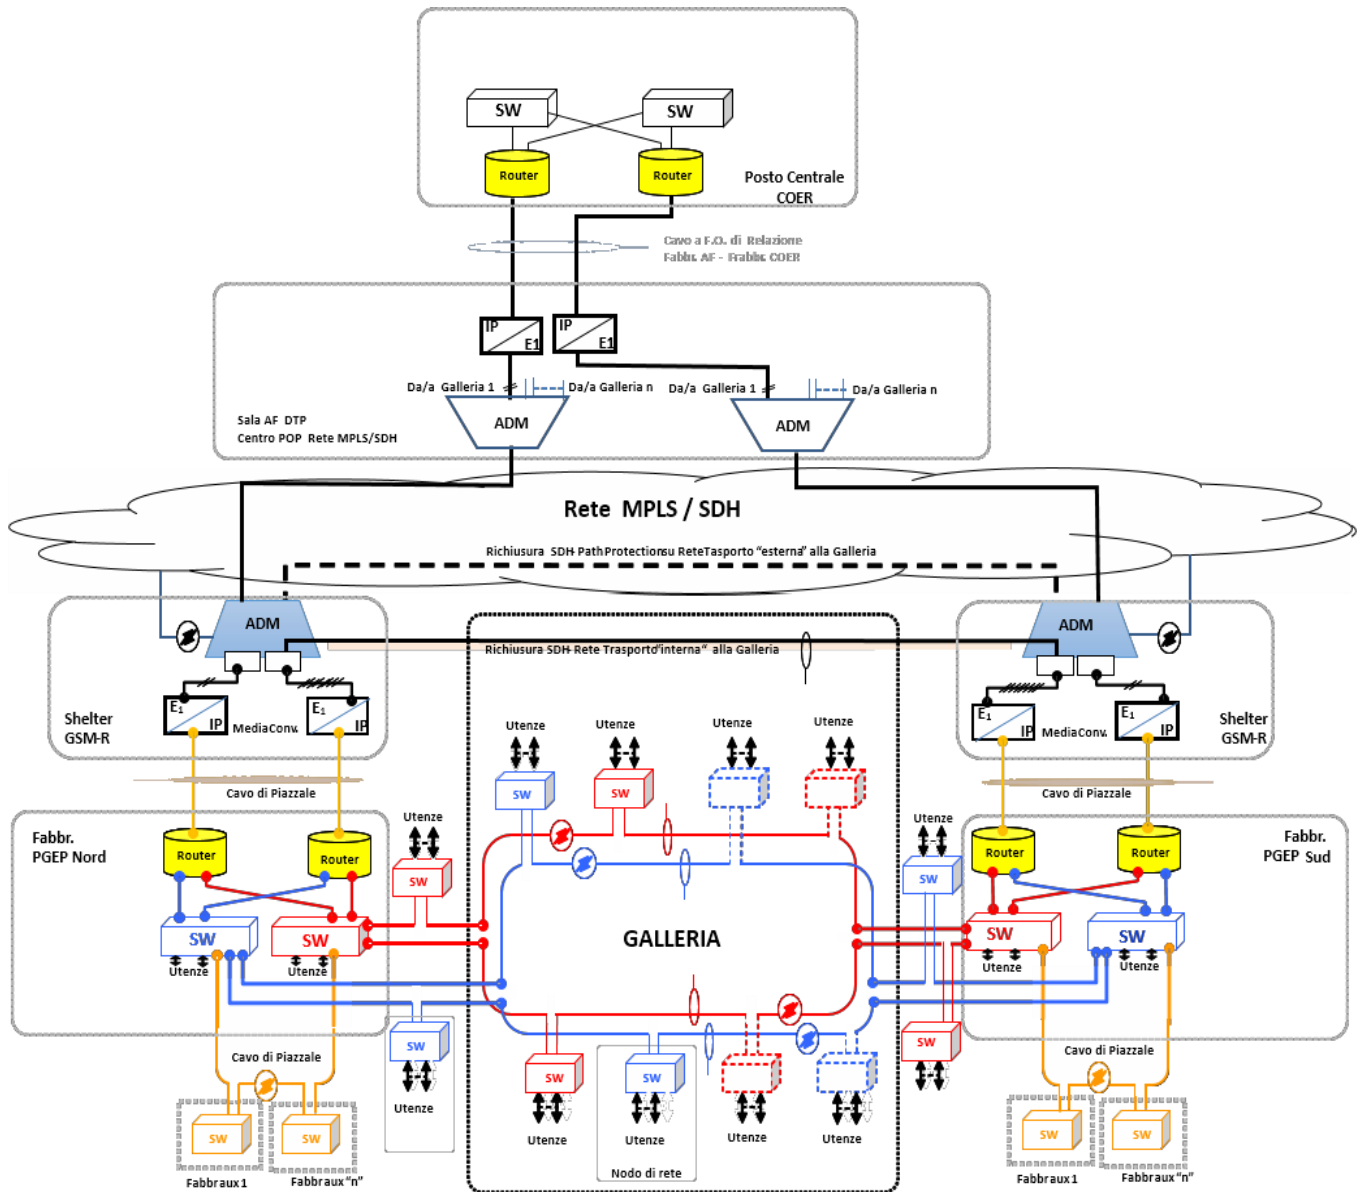 SW
SW
Router
Router
Posto Centrale
COER
Cavo a F.O. di Relazione
Fabbr. AF - Frabbr. COER
IP
E1
IP
E1
Da/a Galleria 1
Da/a Galleria n
Da/a Galleria 1
Da/a Galleria n
ADM
ADM
Sala AF DTP
Centro POP Rete MPLS/SDH
Rete MPLS / SDH
Richiusura SDH-Path Protection su Rete Tasporto "esterna" alla Galleria
ADM
ADM
Richiusura SDH-Rete Trasporto "interna" alla Galleria
E1
IP
E1
IP
MediaConv.
Shelter
GSM-R
E1
IP
E1
IP
MediaConv.
Shelter
GSM-R
Utenze
Utenze
Utenze
Utenze
SW
SW
Cavo di Piazzale
Cavo di Piazzale
Utenze
Utenze
Fabbr.
PGEP Nord
Router
Router
SW
SW
Router
Router
Fabbr.
PGEP Sud
SW
SW
Utenze
Utenze
GALLERIA
SW
SW
Utenze
Utenze
SW
Utenze
SW
Cavo di Piazzale
Cavo di Piazzale
SW
SW
Utenze
Utenze
Utenze
Utenze
Nodo di rete
SW
SW
Fabbraux 1
Fabbraux "n"
SW
SW
Fabbraux 1
Fabbraux "n"